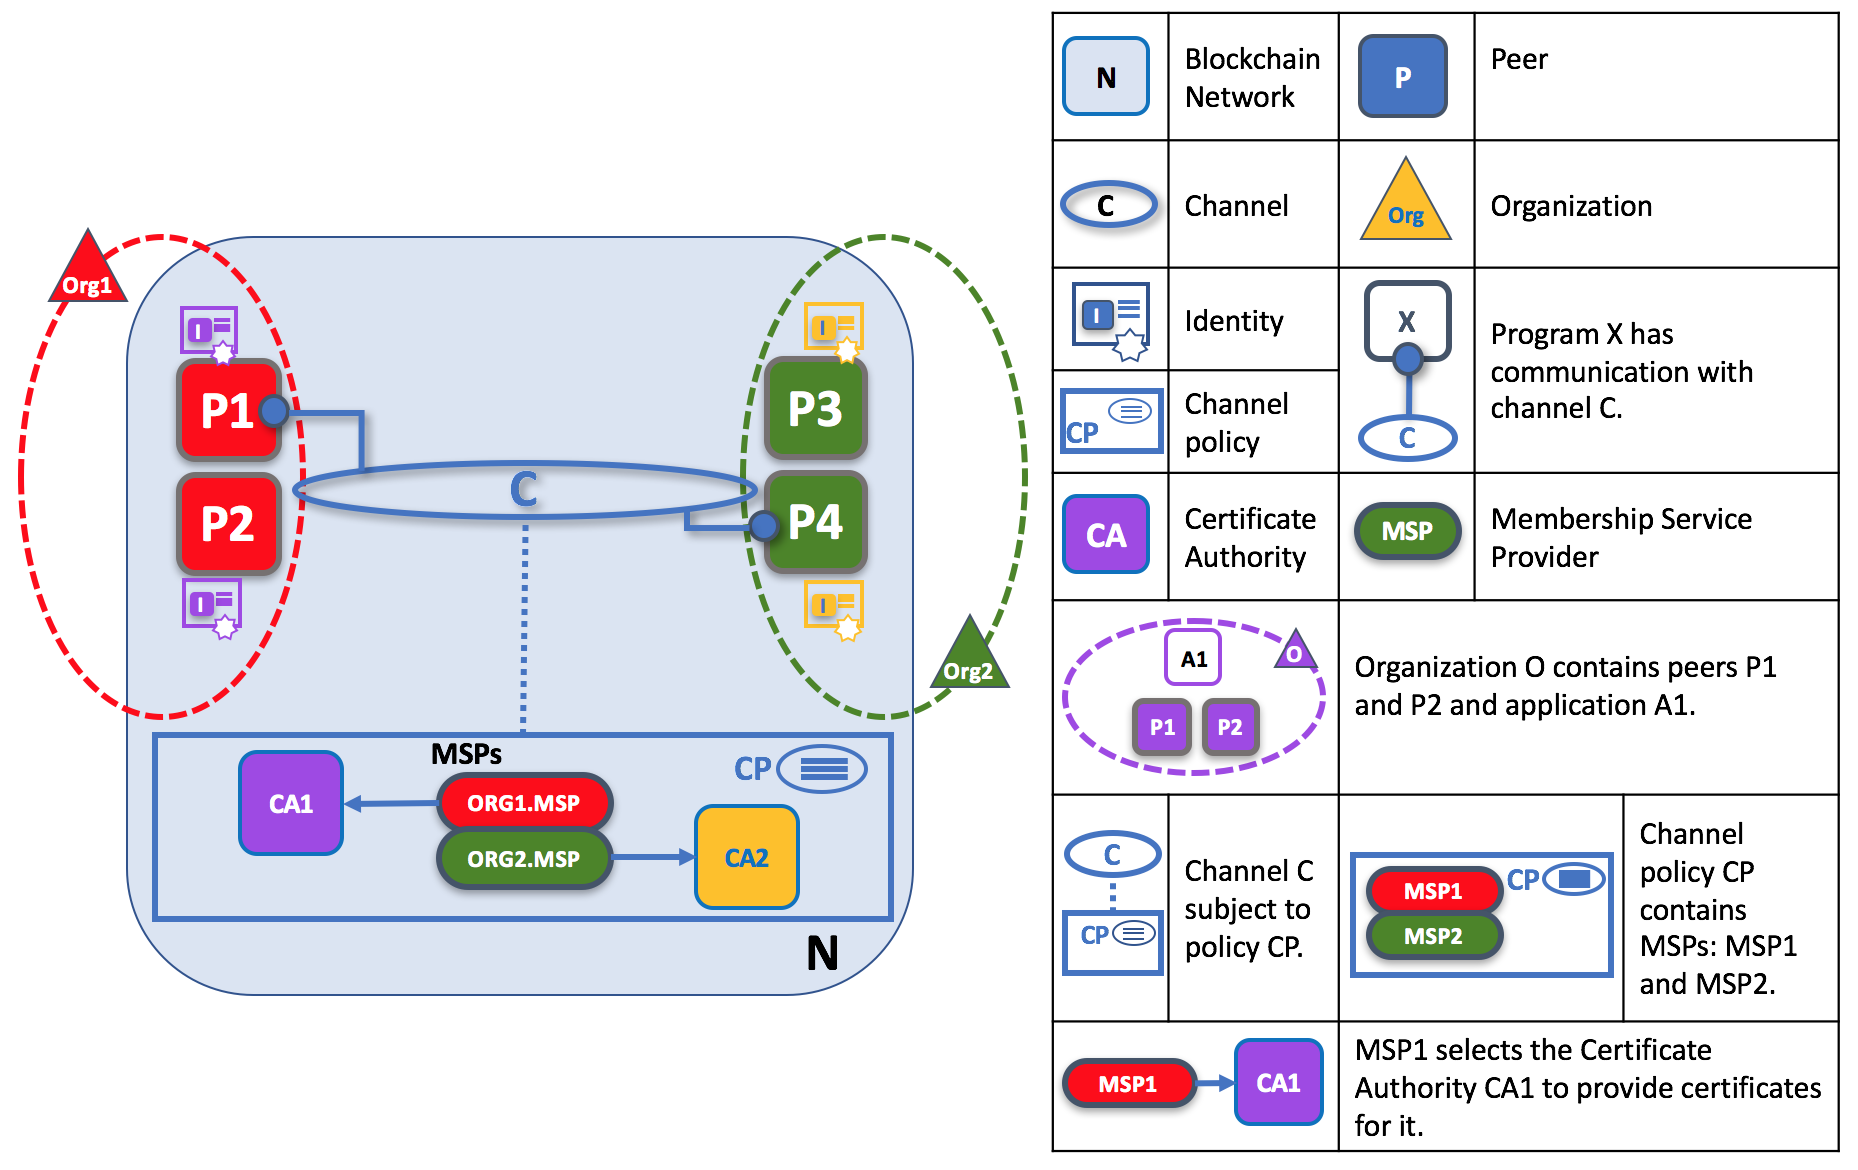 Org1
I
P1
P2
I
C
I
P3
P4
I
Org2
MSPs
CP
CA1
ORG1.MSP
ORG2.MSP
CA2
N
N
Blockchain
Network
P
Peer
C
Channel
Org
Organization
I
Identity
X
C
Program X has
communication with
channel C.
CP
Channel
policy
CA
Certificate
Authority
MSP
Membership Service
Provider
A1
O
P1
P2
Organization O contains peers P1
and P2 and application A1.
C
CP
Channel C
subject to
policy CP.
MSP1
MSP2
CP
Channel
policy CP
contains
MSPs: MSP1
and MSP2.
MSP1
CA1
MSP1 selects the Certificate
Authority CA1 to provide certificates
for it.